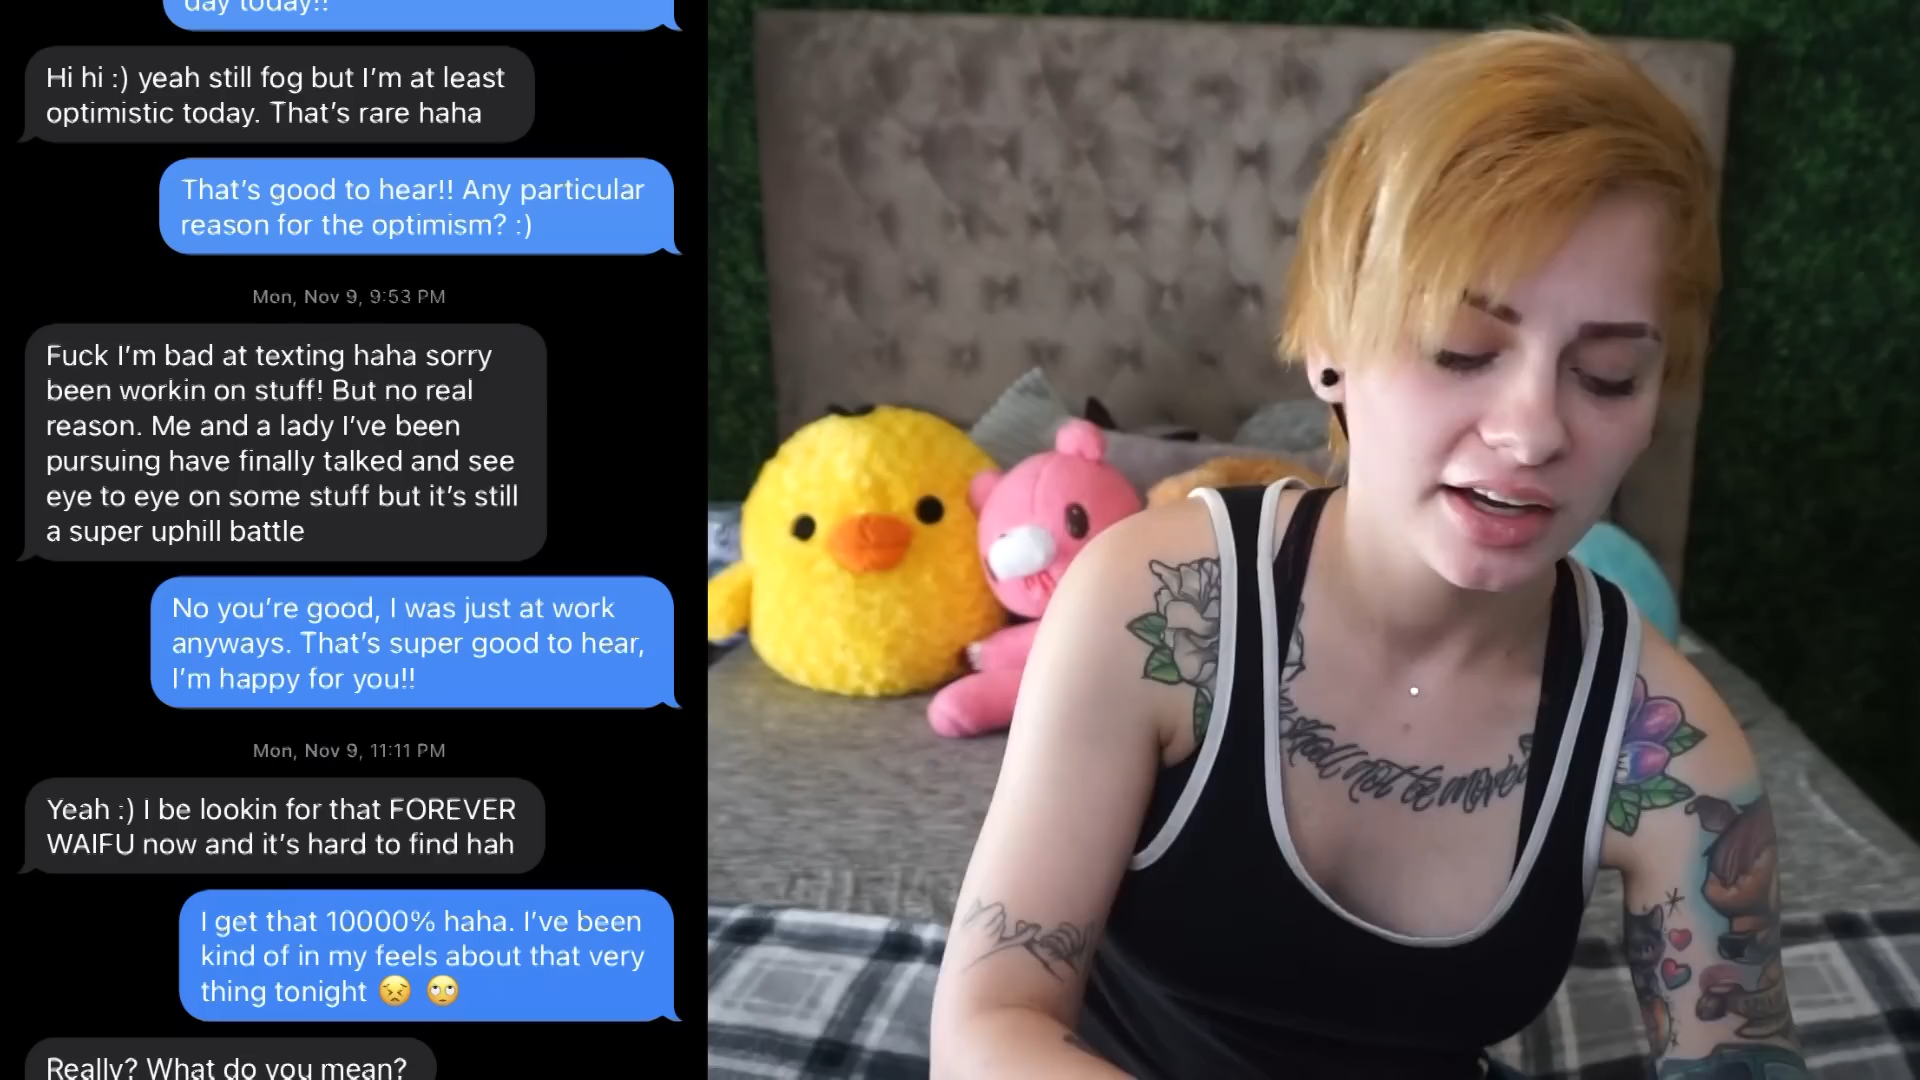 day today!!
Hi hi :) yeah still fog but I'm at least
optimistic today. That's rare haha
That's good to hear!! Any particular
reason for the optimism? :)
Mon, Nov 9, 9:53 PM
Fuck I'm bad at texting haha sorry
been workin on stuff! But no real
reason. Me and a lady I've been
pursuing have finally talked and see
eye to eye on some stuff but it's still
a super uphill battle
No you're good, I was just at work
anyways. That's super good to hear,
I'm happy for you!!
Mon, Nov 9, 11:11 PM
Yeah :) I be lookin for that FOREVER
WAIFU now and it's hard to find hah
I get that 10000% haha. I've been
kind of in my feels about that very
thing tonight 😣 🙄
Really? What do you mean?
shall not be moved